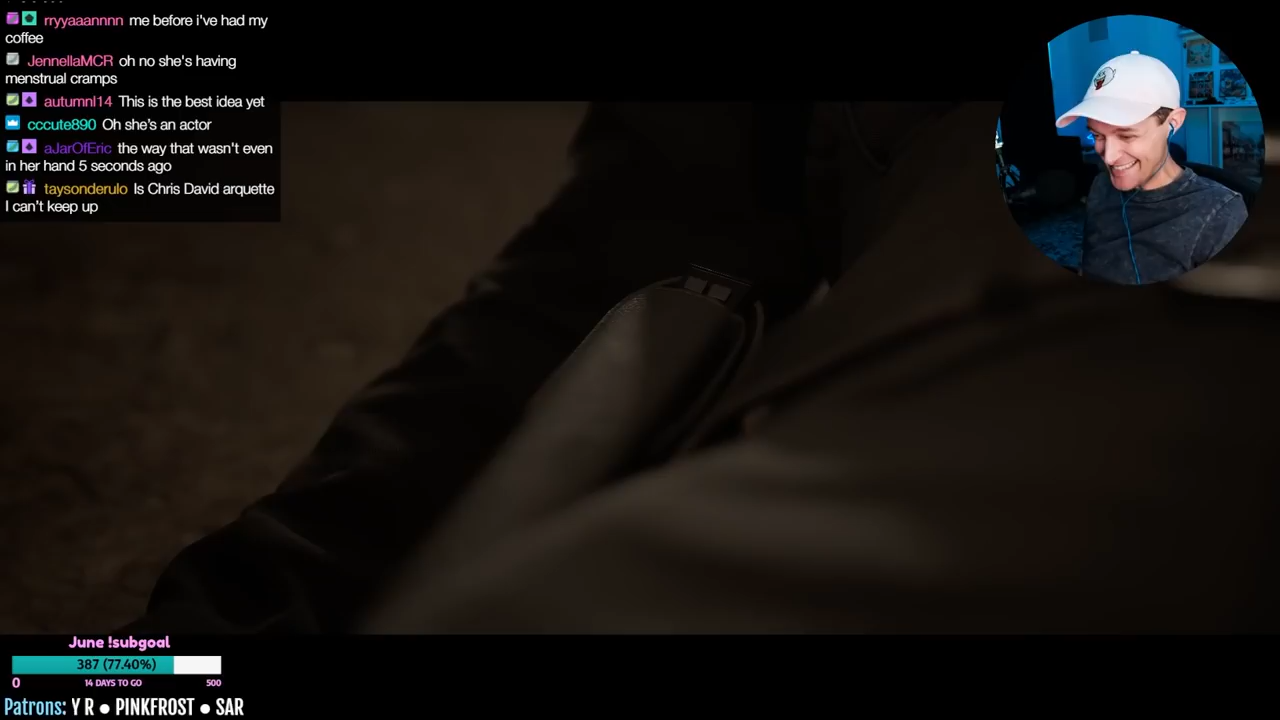 rryyaaannnn me before i've had my
coffee
JennellaMCR oh no she's having
menstrual cramps
autumnl14 This is the best idea yet
cccute890 Oh she's an actor
aJarOfEric the way that wasn't even
in her hand 5 seconds ago
taysonderulo Is Chris David arquette
I can't keep up
June !subgoal
387 (77.40%)
0 14 DAYS TO GO 500
Patrons: Y R ● PINKFROST ● SAR